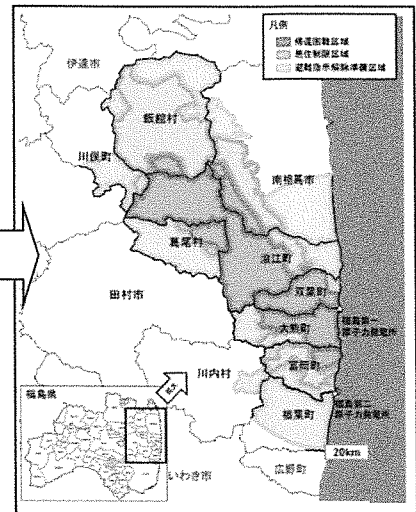 凡例
帰還困難区域
居住制限区域
避難指示解除準備区域
伊達市
飯館村
川俣町
南相馬市
葛尾村
浪江町
双葉町
田村市
大熊町
福島第一
原子力発電所
富岡町
川内村
拡大
福島県
福島第二
原子力発電所
楢葉町
20km
いわき市
広野町